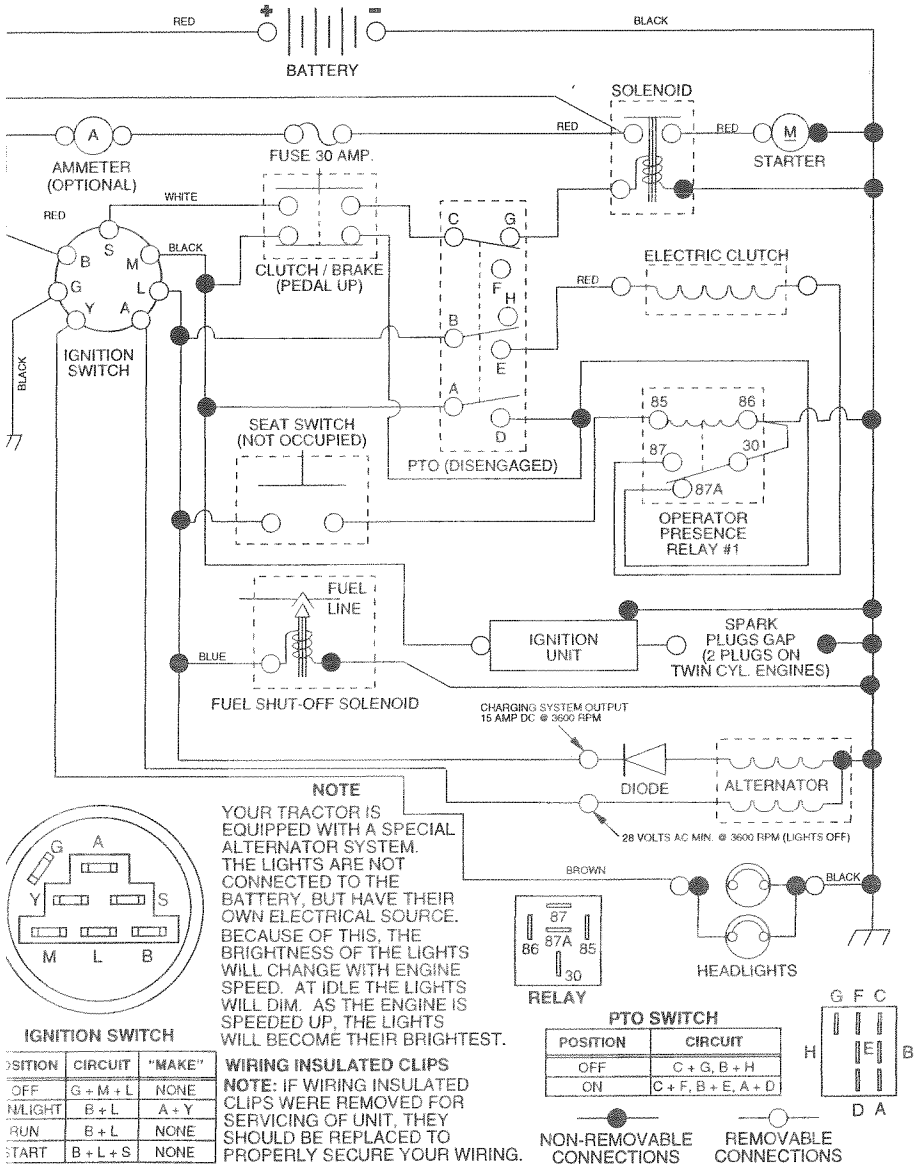 RED
+
-
BLACK
BATTERY
SOLENOID
A
RED
RED
M
FUSE 30 AMP.
STARTER
AMMETER
(OPTIONAL)
WHITE
RED
S
BLACK
C
G
B
M
CLUTCH / BRAKE
(PEDAL UP)
ELECTRIC CLUTCH
F
RED
G
L
H
Y
A
B
IGNITION
SWITCH
E
BLACK
A
85
86
SEAT SWITCH
(NOT OCCUPIED)
D
87
30
PTO (DISENGAGED)
87A
OPERATOR
PRESENCE
RELAY #1
FUEL
LINE
IGNITION
UNIT
SPARK
PLUGS GAP
(2 PLUGS ON
TWIN CYL. ENGINES)
BLUE
FUEL SHUT-OFF SOLENOID
CHARGING SYSTEM OUTPUT
15 AMP DC @ 3600 RPM
DIODE
ALTERNATOR
28 VOLTS AC MIN. @ 3600 RPM (LIGHTS OFF)
NOTE
YOUR TRACTOR IS
EQUIPPED WITH A SPECIAL
ALTERNATOR SYSTEM.
THE LIGHTS ARE NOT
CONNECTED TO THE
BATTERY, BUT HAVE THEIR
OWN ELECTRICAL SOURCE.
BECAUSE OF THIS, THE
BRIGHTNESS OF THE LIGHTS
WILL CHANGE WITH ENGINE
SPEED. AT IDLE THE LIGHTS
WILL DIM. AS THE ENGINE IS
SPEEDED UP, THE LIGHTS
WILL BECOME THEIR BRIGHTEST.
BROWN
BLACK
HEADLIGHTS
G
A
Y
S
M
L
B
87
86
87A
85
30
RELAY
IGNITION SWITCH
OSITION CIRCUIT "MAKE"
OFF G + M + L NONE
N/LIGHT B + L A + Y
RUN B + L NONE
START B + L + S NONE
WIRING INSULATED CLIPS
NOTE: IF WIRING INSULATED
CLIPS WERE REMOVED FOR
SERVICING OF UNIT, THEY
SHOULD BE REPLACED TO
PROPERLY SECURE YOUR WIRING.
PTO SWITCH
POSITION CIRCUIT
OFF C + G, B + H
ON C + F, B + E, A + D
G F C
H
E
B
D A
NON-REMOVABLE
CONNECTIONS
REMOVABLE
CONNECTIONS